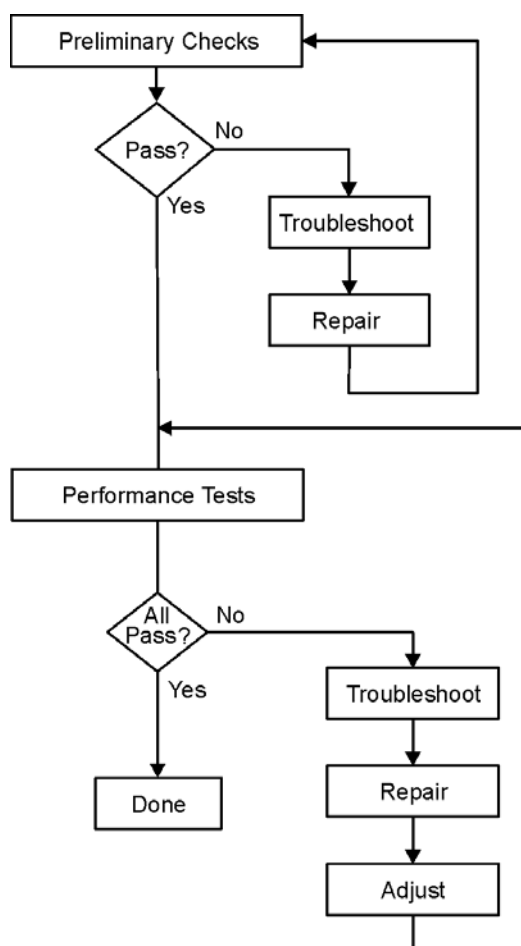 Preliminary Checks
Pass?
No
Yes
Troubleshoot
Repair
Performance Tests
All
Pass?
No
Yes
Troubleshoot
Repair
Done
Adjust